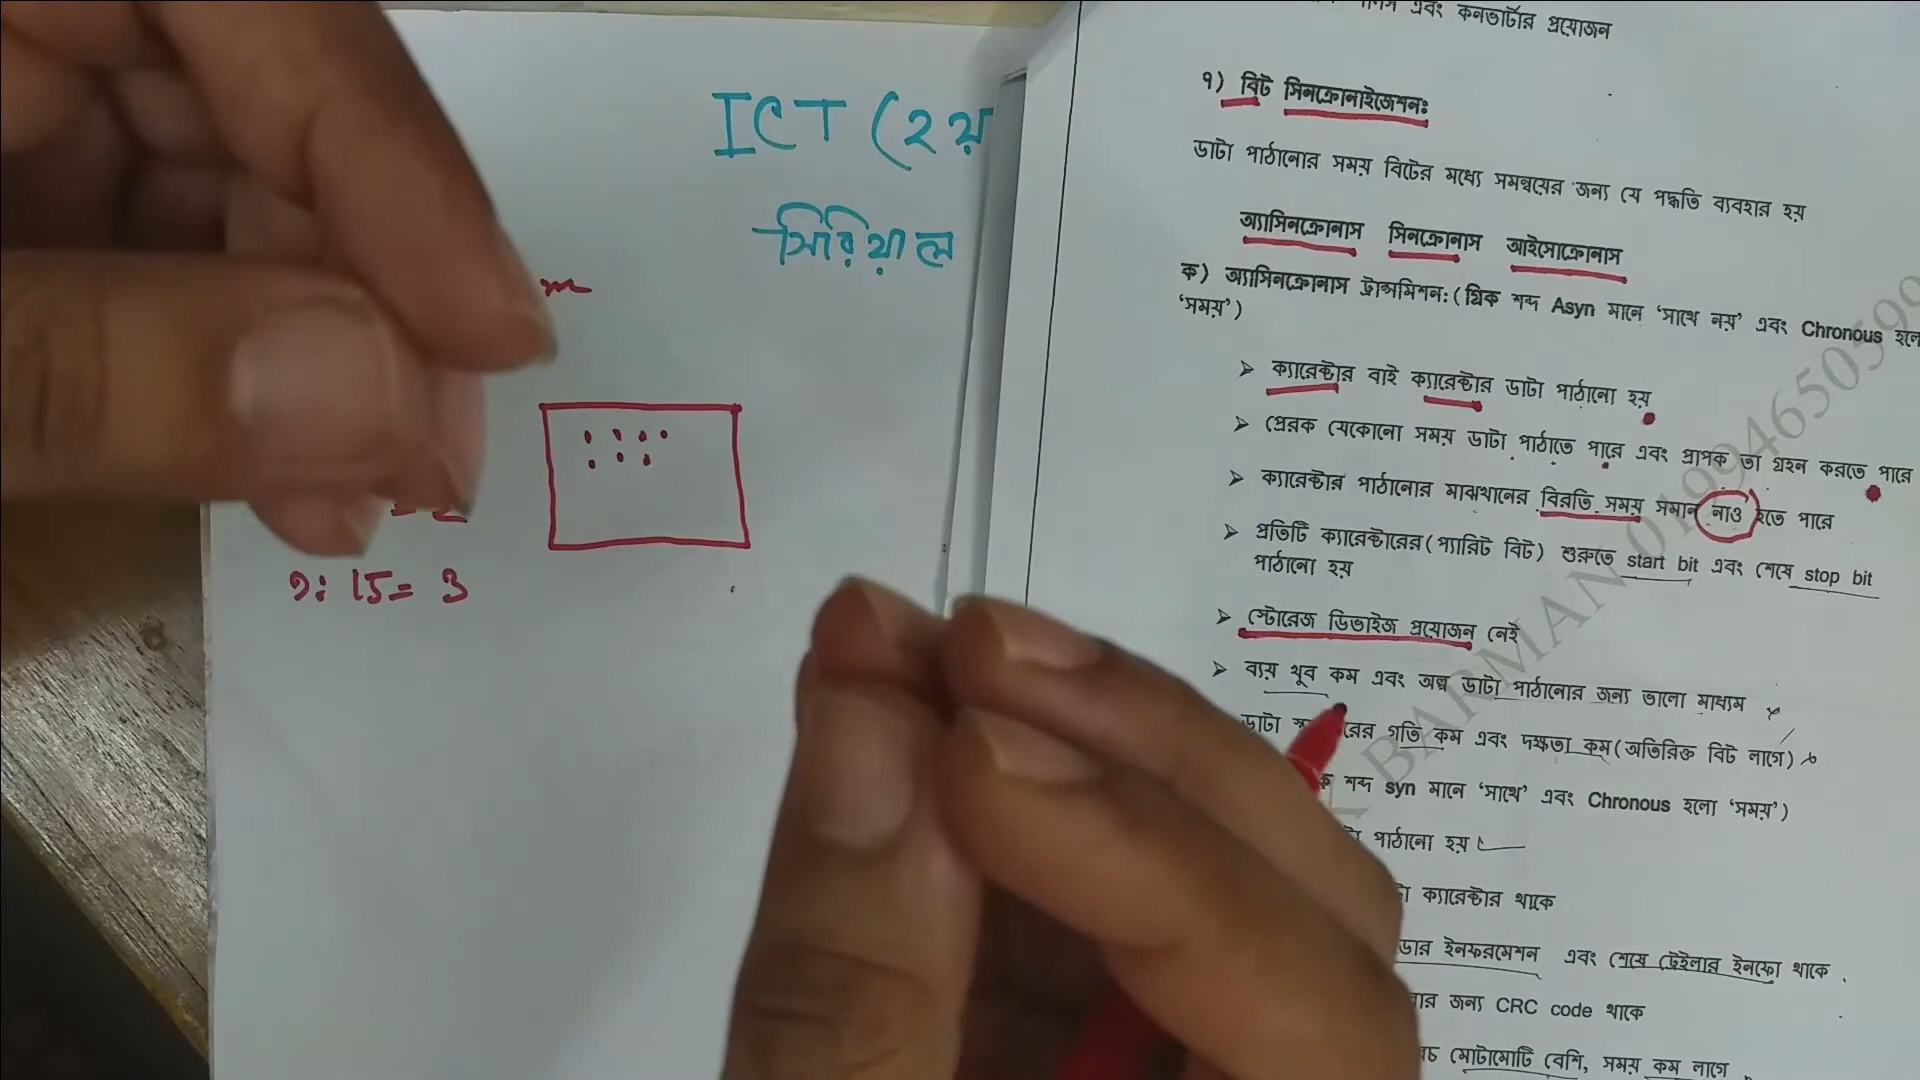 ICT (২য়
সিরিয়াল
m
9: 15= 3
এবং কনভার্টার প্রয়োজন
৭) বিট সিনক্রোনাইজেশনঃ
ডাটা পাঠানোর সময় বিটের মধ্যে সমন্বয়ের জন্য যে পদ্ধতি ব্যবহার হয়
অ্যাসিনক্রোনাস সিনক্রোনাস আইসোক্রোনাস
ক) অ্যাসিনক্রোনাস ট্রান্সমিশন: (গ্রিক শব্দ Asyn মানে ‘সাথে নয়’ এবং Chronous হলো
‘সময়’)
➢ ক্যারেক্টার বাই ক্যারেক্টার ডাটা পাঠানো হয়
➢ প্রেরক যেকোনো সময় ডাটা পাঠাতে পারে এবং প্রাপক তা গ্রহন করতে পারে
➢ ক্যারেক্টার পাঠানোর মাঝখানের বিরতি সময় সমান নাও হতে পারে
➢ প্রতিটি ক্যারেক্টারের(প্যারিট বিট) শুরুতে start bit এবং শেষে stop bit
পাঠানো হয়
➢ স্টোরেজ ডিভাইজ প্রয়োজন নেই
➢ ব্যয় খুব কম এবং অল্প ডাটা পাঠানোর জন্য ভালো মাধ্যম
ডাটা গতি কম এবং দক্ষতা কম(অতিরিক্ত বিট লাগে)
শব্দ syn মানে ‘সাথে’ এবং Chronous হলো ‘সময়’)
পাঠানো হয়
ক্যারেক্টার থাকে
ইনফরমেশন এবং শেষে ট্রেইলার ইনফো থাকে
জন্য CRC code থাকে
মোটামোটি বেশি, সময় কম লাগে
BARMAN 01994650599